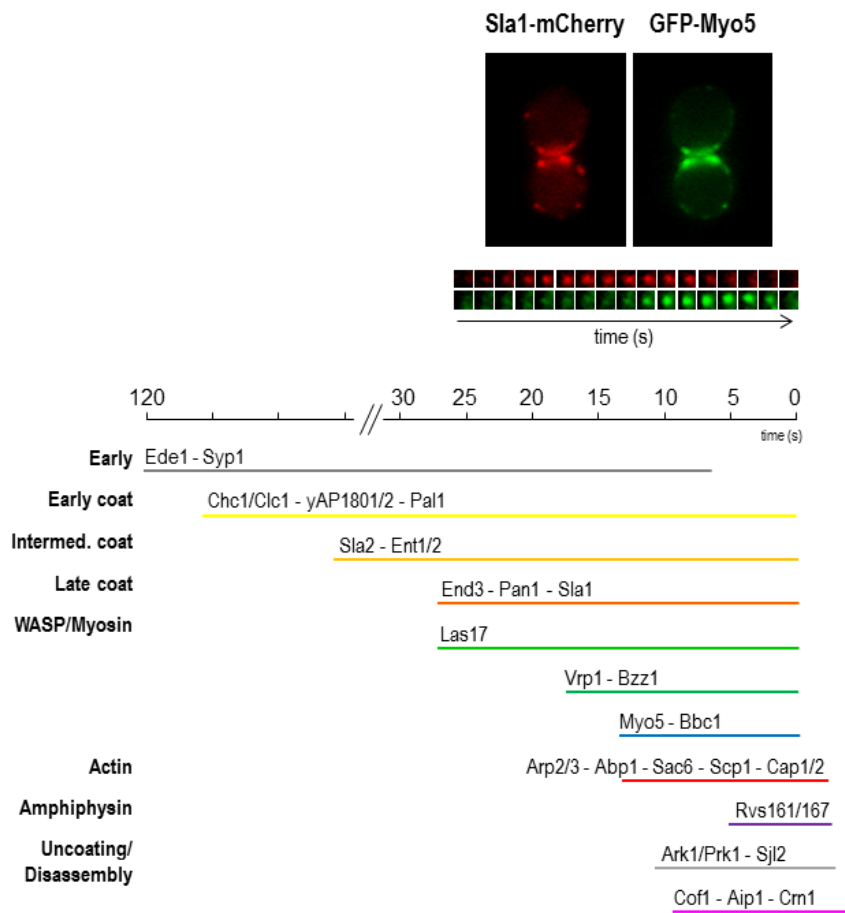 Sla1-mCherry GFP-Myo5
time (s)
120 30 25 20 15 10 5 0
time (s)
Early Ede1 - Syp1
Early coat Chc1/Clc1 - yAP1801/2 - Pal1
Intermed. coat Sla2 - Ent1/2
Late coat End3 - Pan1 - Sla1
WASP/Myosin Las17
Vrp1 - Bzz1
Myo5 - Bbc1
Actin Arp2/3 - Abp1 - Sac6 - Scp1 - Cap1/2
Amphiphysin Rvs161/167
Uncoating/ Ark1/Prk1 - Sjl2
Disassembly
Cof1 - Aip1 - Crn1